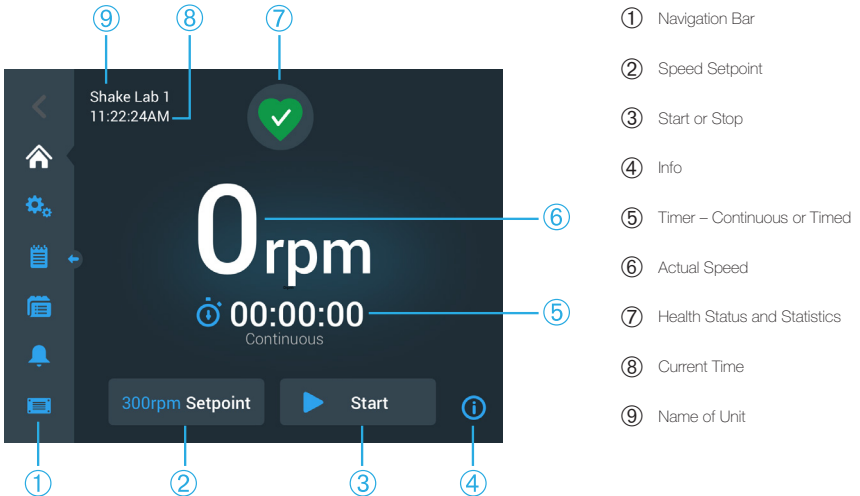 ⑨
⑧
⑦
Shake Lab 1
11:22:24AM
0rpm
⑥
00:00:00
⑤
Continuous
300rpm Setpoint
Start
①
②
③
④
① Navigation Bar
② Speed Setpoint
③ Start or Stop
④ Info
⑤ Timer – Continuous or Timed
⑥ Actual Speed
⑦ Health Status and Statistics
⑧ Current Time
⑨ Name of Unit